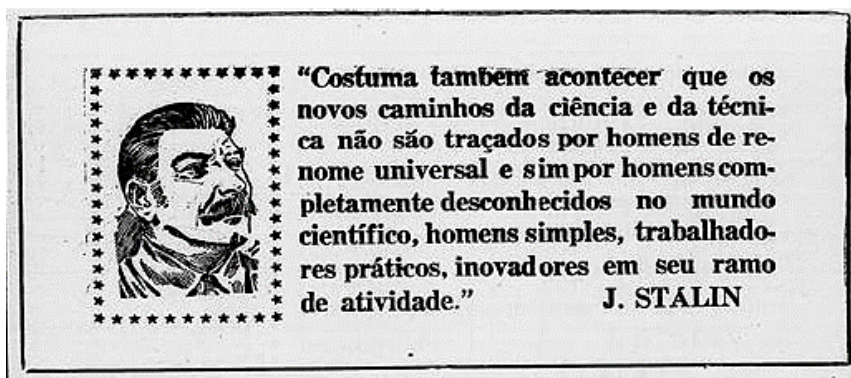 "Costuma também acontecer que os
novos caminhos da ciência e da técni-
ca não são traçados por homens de re-
nome universal e sim por homens com-
pletamente desconhecidos no mundo
científico, homens simples, trabalhado-
res práticos, inovadores em seu ramo
de atividade." J. STALIN